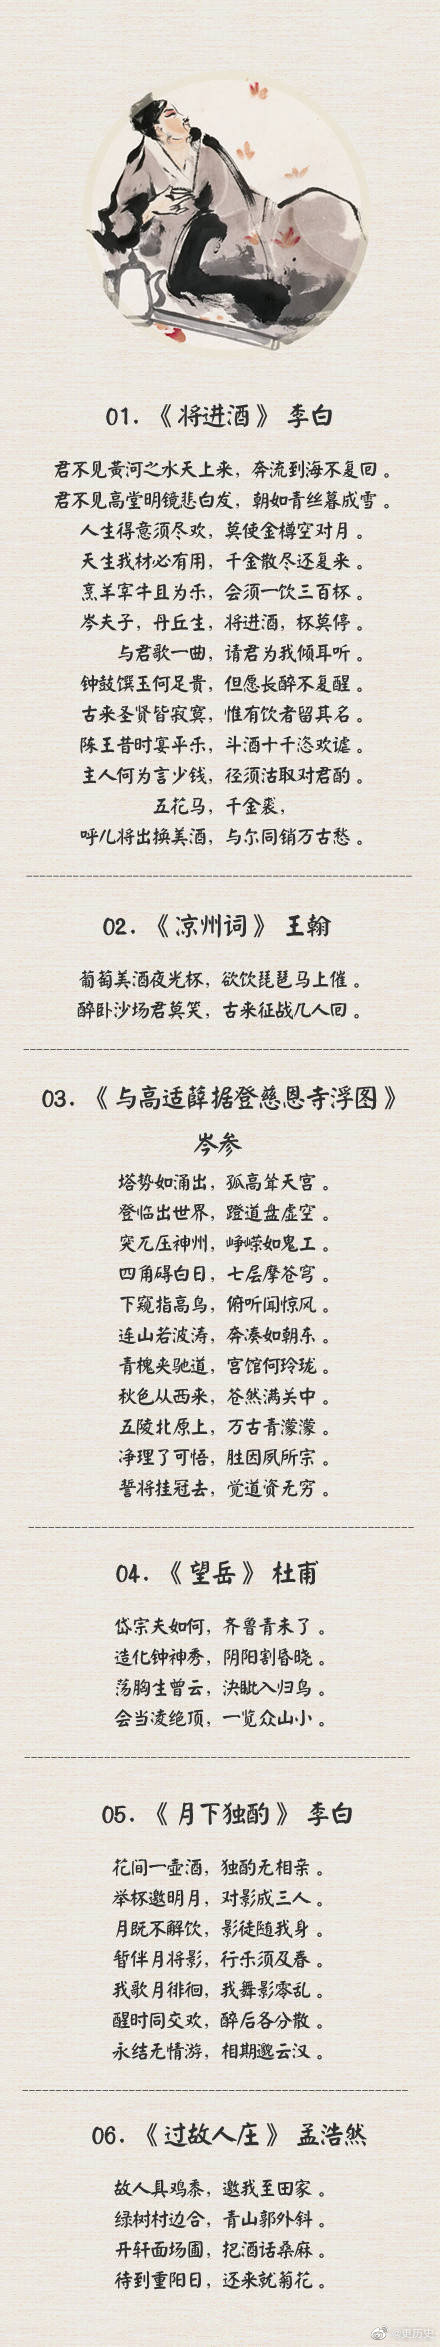 01.《将进酒》 李白
君不见黄河之水天上来，奔流到海不复回。
君不见高堂明镜悲白发，朝如青丝暮成雪。
人生得意须尽欢，莫使金樽空对月。
天生我材必有用，千金散尽还复来。
烹羊宰牛且为乐，会须一饮三百杯。
岑夫子，丹丘生，将进酒，杯莫停。
与君歌一曲，请君为我倾耳听。
钟鼓馔玉何足贵，但愿长醉不复醒。
古来圣贤皆寂寞，惟有饮者留其名。
陈王昔时宴平乐，斗酒十千恣欢谑。
主人何为言少钱，径须沽取对君酌。
五花马，千金裘，
呼儿将出换美酒，与尔同销万古愁。
02.《凉州词》 王翰
葡萄美酒夜光杯，欲饮琵琶马上催。
醉卧沙场君莫笑，古来征战几人回。
03.《与高适薛据登慈恩寺浮图》
岑参
塔势如涌出，孤高耸天宫。
登临出世界，蹬道盘虚空。
突兀压神州，峥嵘如鬼工。
四角碍白日，七层摩苍穹。
下窥指高鸟，俯听闻惊风。
连山若波涛，奔凑如朝东。
青槐夹驰道，宫馆何玲珑。
秋色从西来，苍然满关中。
五陵北原上，万古青濛濛。
净理了可悟，胜因夙所宗。
誓将挂冠去，觉道资无穷。
04.《望岳》 杜甫
岱宗夫如何，齐鲁青未了。
造化钟神秀，阴阳割昏晓。
荡胸生曾云，决眦入归鸟。
会当凌绝顶，一览众山小。
05.《月下独酌》 李白
花间一壶酒，独酌无相亲。
举杯邀明月，对影成三人。
月既不解饮，影徒随我身。
暂伴月将影，行乐须及春。
我歌月徘徊，我舞影零乱。
醒时同交欢，醉后各分散。
永结无情游，相期邈云汉。
06.《过故人庄》 孟浩然
故人具鸡黍，邀我至田家。
绿树村边合，青山郭外斜。
开轩面场圃，把酒话桑麻。
待到重阳日，还来就菊花。
@史历史